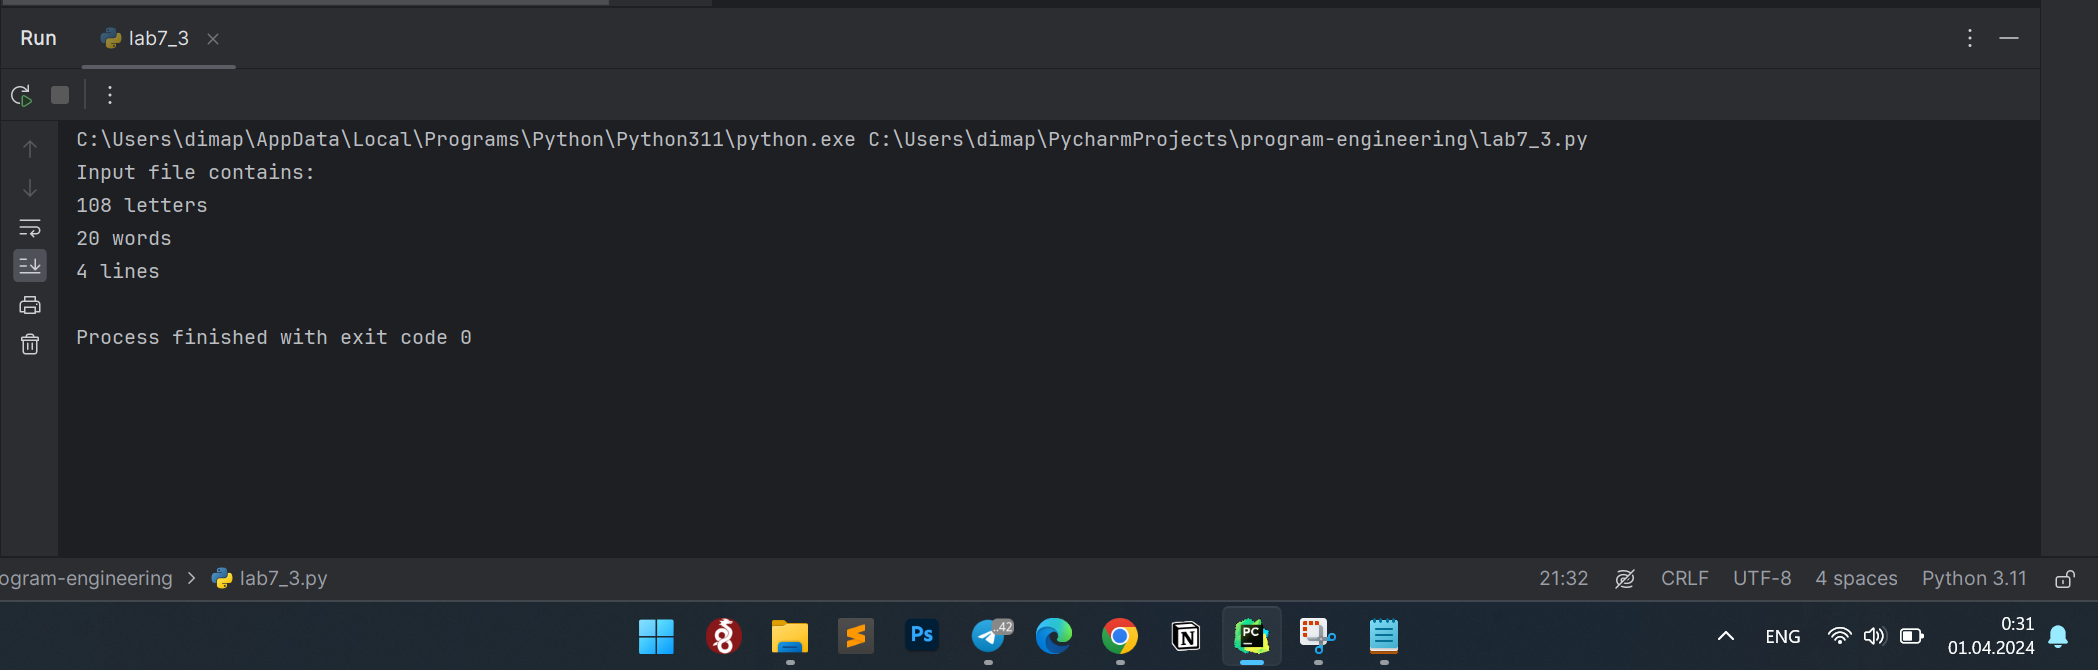 Run lab7_3
C:\Users\dimap\AppData\Local\Programs\Python\Python311\python.exe C:\Users\dimap\PycharmProjects\program-engineering\lab7_3.py
Input file contains:
108 letters
20 words
4 lines
Process finished with exit code 0
ogram-engineering > lab7_3.py 21:32 CRLF UTF-8 4 spaces Python 3.11
Ps ..42 N PC ENG 0:31
01.04.2024